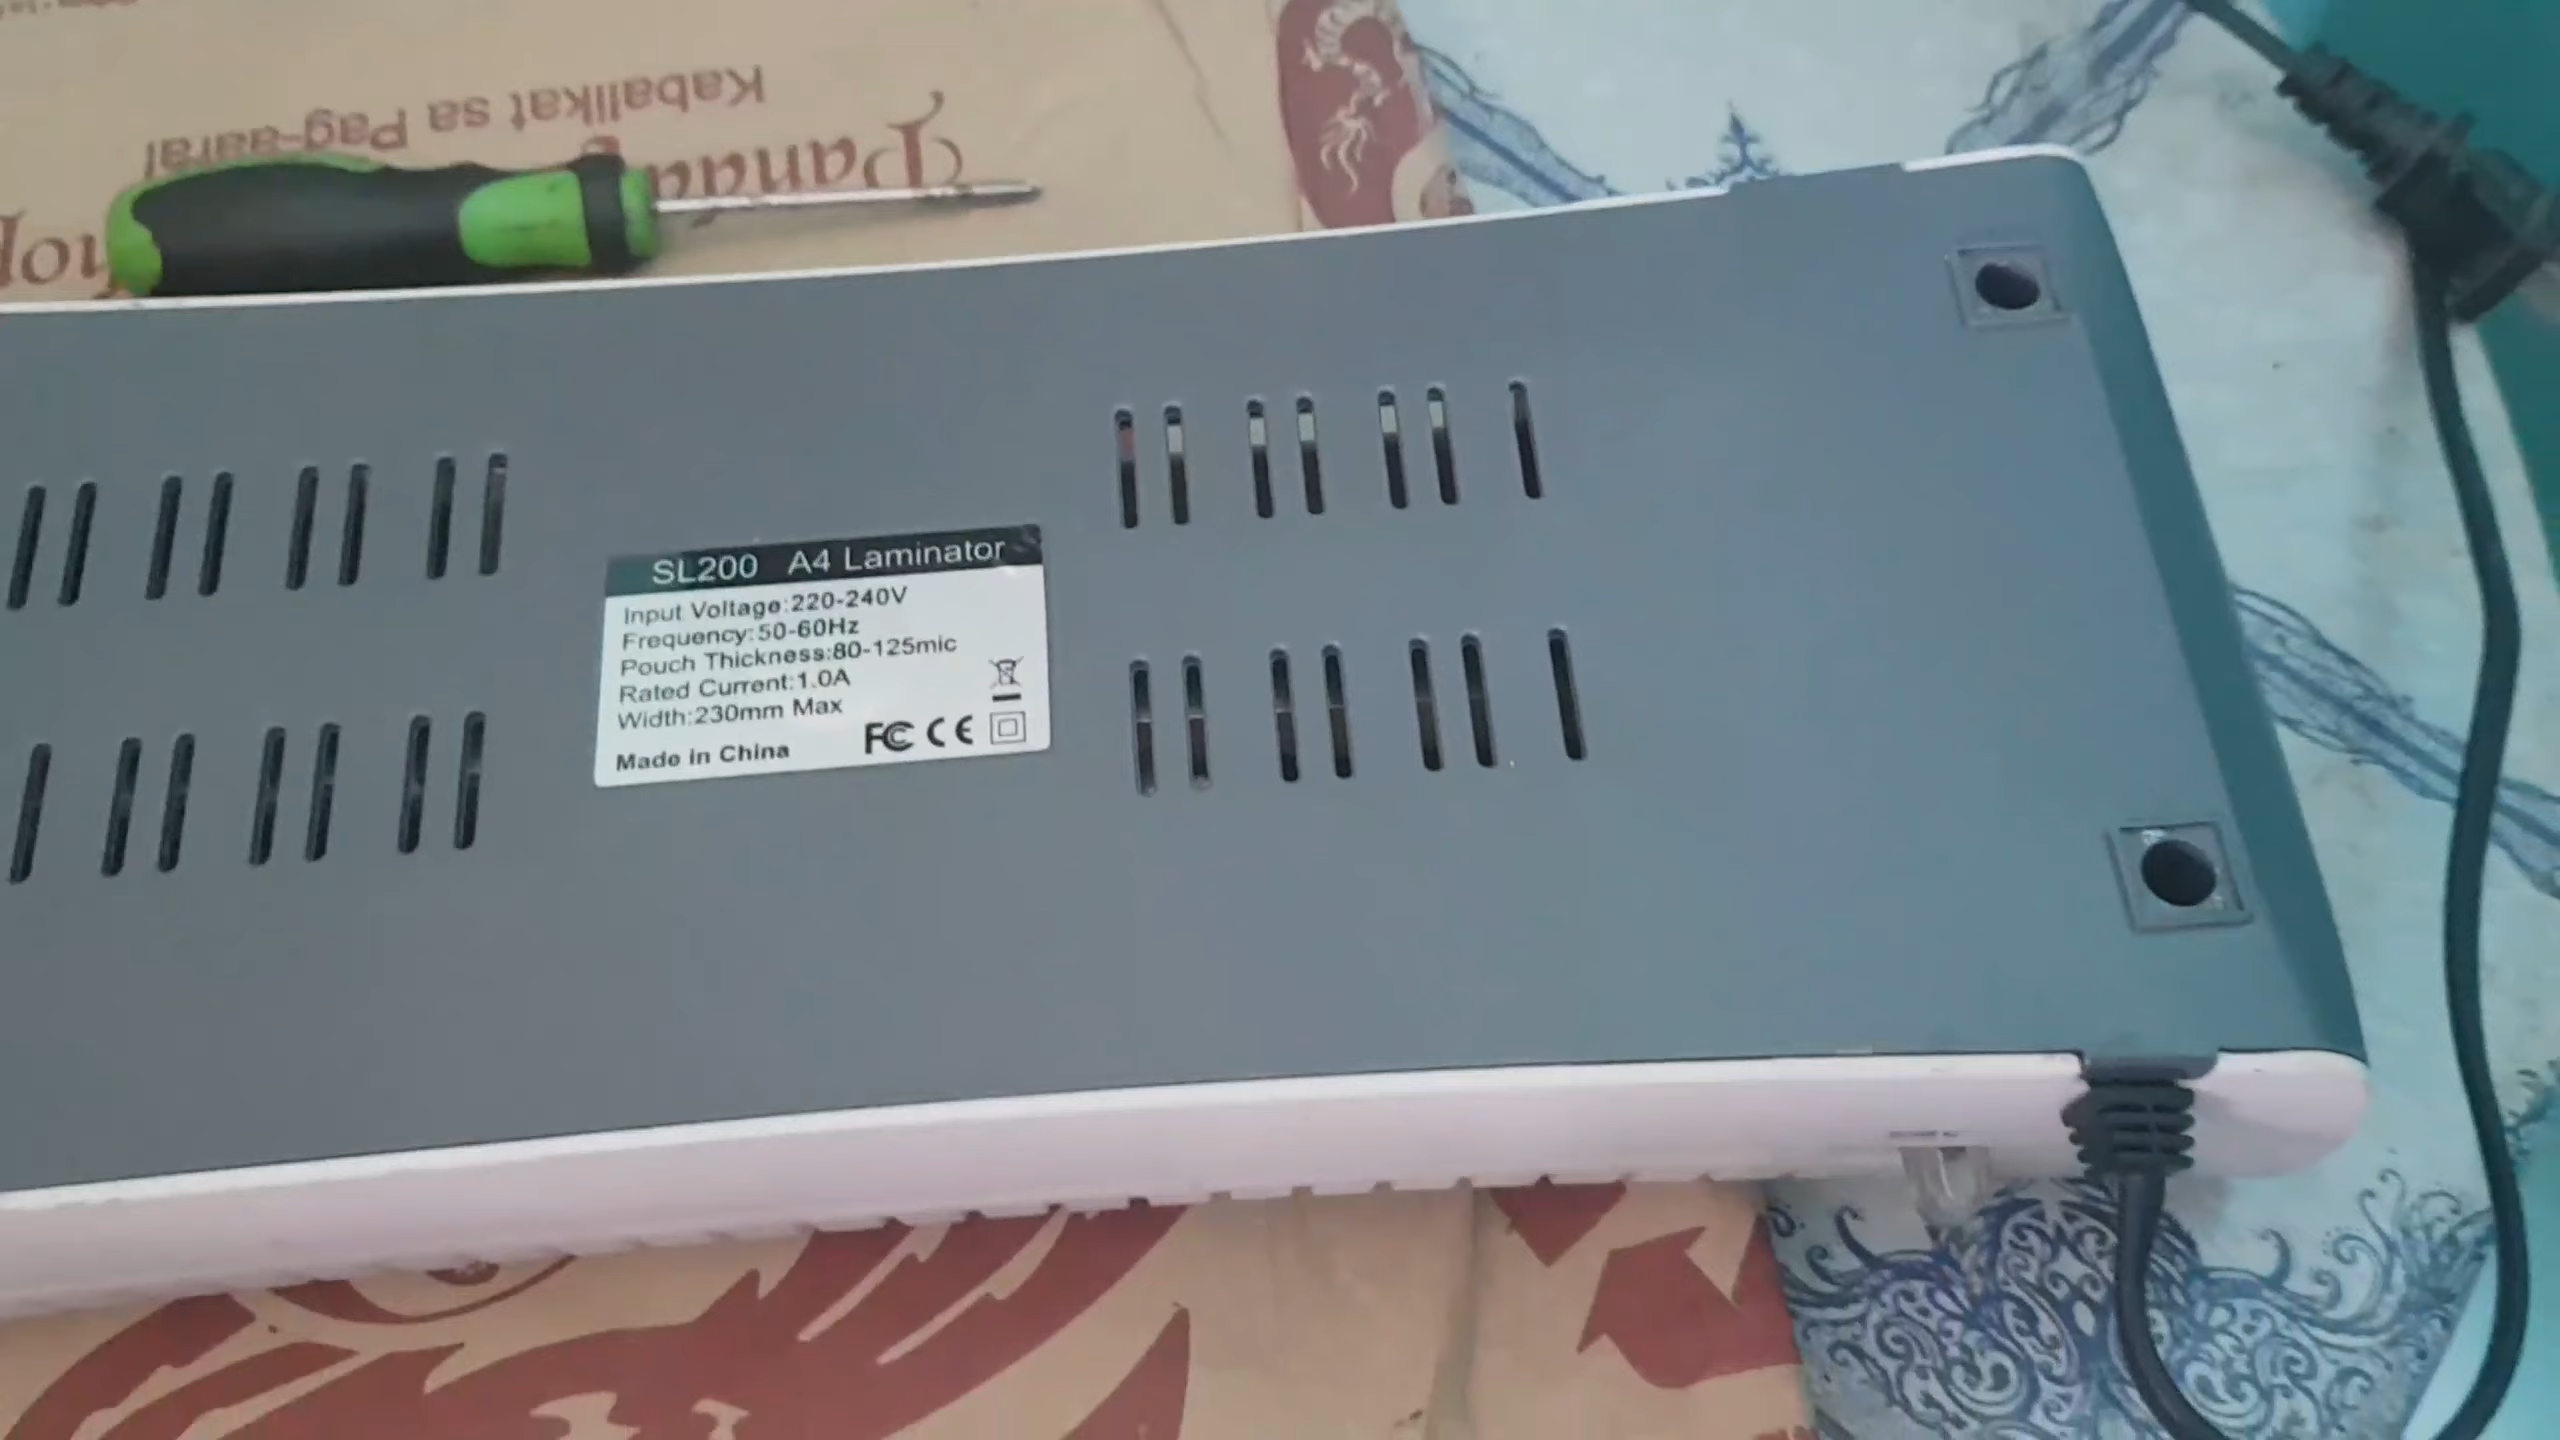 Kabalikat sa Pag-aaral
SL200 A4 Laminator
Input Voltage:220-240V
Frequency:50-60Hz
Pouch Thickness:80-125mic
Rated Current:1.0A
Width:230mm Max
Made in China
FC CE